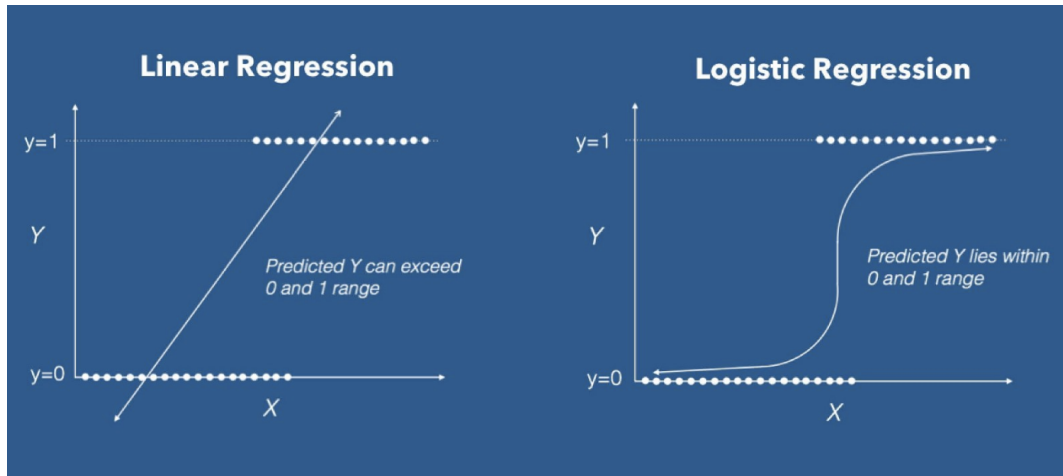 Linear Regression
y=1
Y
Predicted Y can exceed
0 and 1 range
y=0
X
Logistic Regression
y=1
Y
Predicted Y lies within
0 and 1 range
y=0
X